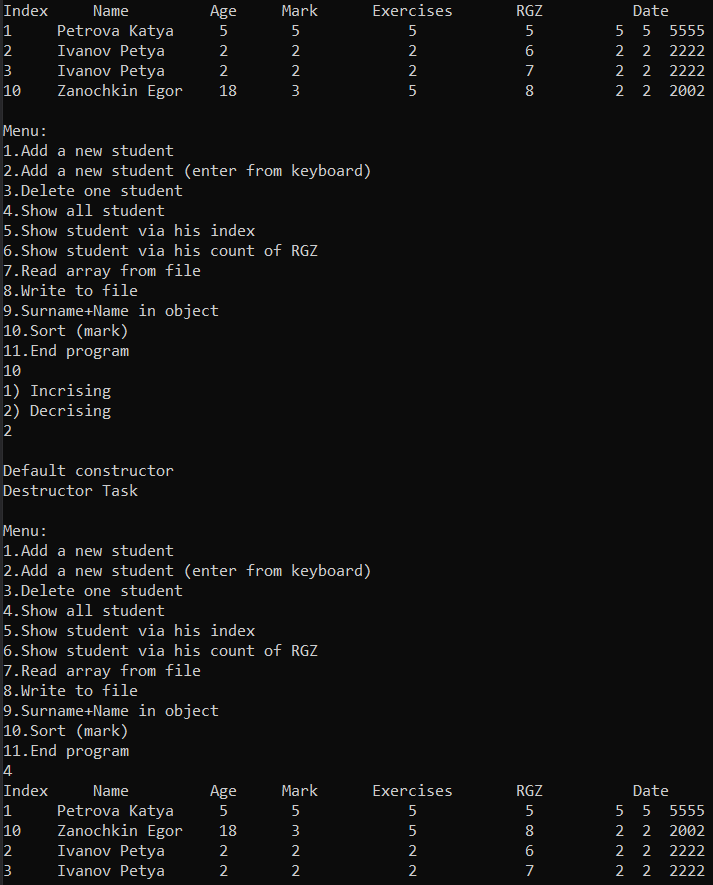 Index Name Age Mark Exercises RGZ Date
1 Petrova Katya 5 5 5 5 5 5 5555
2 Ivanov Petya 2 2 2 6 2 2 2222
3 Ivanov Petya 2 2 2 7 2 2 2222
10 Zanochkin Egor 18 3 5 8 2 2 2002
Menu:
1.Add a new student
2.Add a new student (enter from keyboard)
3.Delete one student
4.Show all student
5.Show student via his index
6.Show student via his count of RGZ
7.Read array from file
8.Write to file
9.Surname+Name in object
10.Sort (mark)
11.End program
10
1) Incrising
2) Decrising
2
Default constructor
Destructor Task
Menu:
1.Add a new student
2.Add a new student (enter from keyboard)
3.Delete one student
4.Show all student
5.Show student via his index
6.Show student via his count of RGZ
7.Read array from file
8.Write to file
9.Surname+Name in object
10.Sort (mark)
11.End program
4
Index Name Age Mark Exercises RGZ Date
1 Petrova Katya 5 5 5 5 5 5 5555
10 Zanochkin Egor 18 3 5 8 2 2 2002
2 Ivanov Petya 2 2 2 6 2 2 2222
3 Ivanov Petya 2 2 2 7 2 2 2222